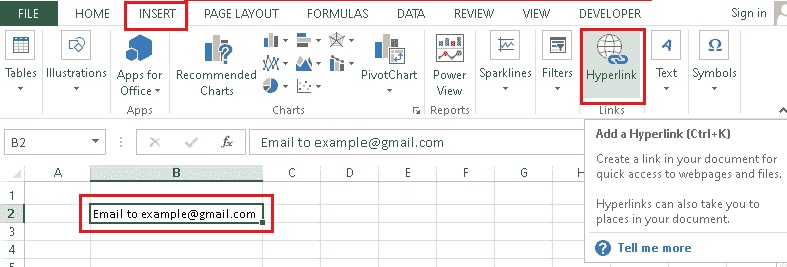 FILE HOME INSERT PAGE LAYOUT FORMULAS DATA REVIEW VIEW DEVELOPER Sign in
Tables Illustrations Apps for Office Recommended Charts PivotChart Power View Sparklines Filters Hyperlink Text Symbols
Apps Charts Reports Links
B2 fx Email to example@gmail.com
A B C D E F G H
1
2 Email to example@gmail.com
3
4
5
Add a Hyperlink (Ctrl+K)
Create a link in your document for
quick access to webpages and files.
Hyperlinks can also take you to
places in your document.
? Tell me more